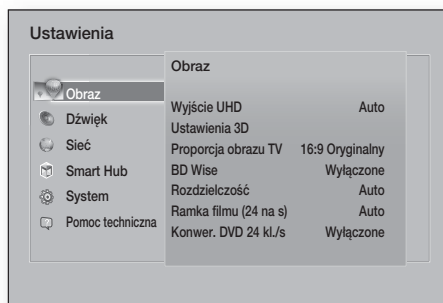 Ustawienia
Obraz
Dźwięk
Sieć
Smart Hub
System
Pomoc techniczna
Obraz
Wyjście UHD Auto
Ustawienia 3D
Proporcja obrazu TV 16:9 Oryginalny
BD Wise Wyłączone
Rozdzielczość Auto
Ramka filmu (24 na s) Auto
Konwer. DVD 24 kl./s Wyłączone